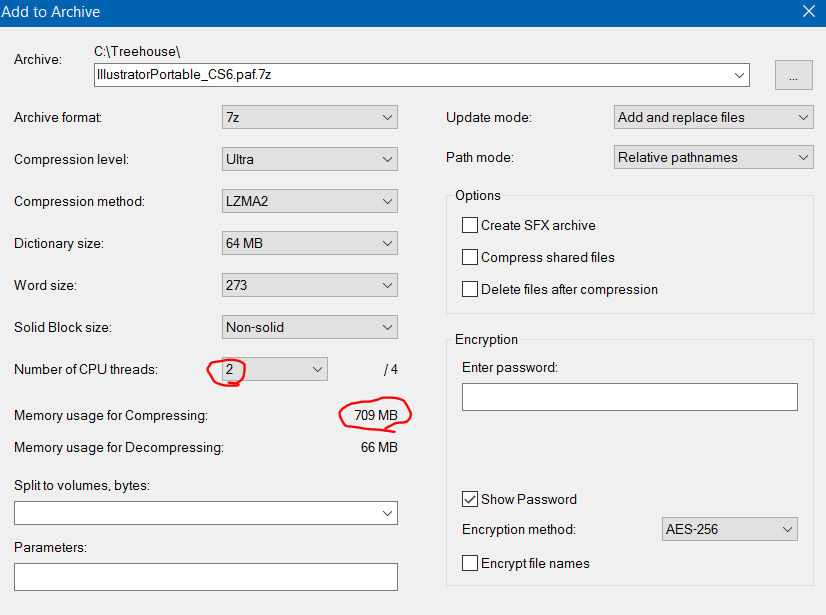 Add to Archive
Archive:
C:\Treehouse\
IllustratorPortable_CS6.paf.7z
...
Archive format:
7z
Compression level:
Ultra
Compression method:
LZMA2
Dictionary size:
64 MB
Word size:
273
Solid Block size:
Non-solid
Number of CPU threads:
2
/ 4
Memory usage for Compressing:
709 MB
Memory usage for Decompressing:
66 MB
Split to volumes, bytes:
Parameters:
Update mode:
Add and replace files
Path mode:
Relative pathnames
Options
Create SFX archive
Compress shared files
Delete files after compression
Encryption
Enter password:
Show Password
Encryption method:
AES-256
Encrypt file names